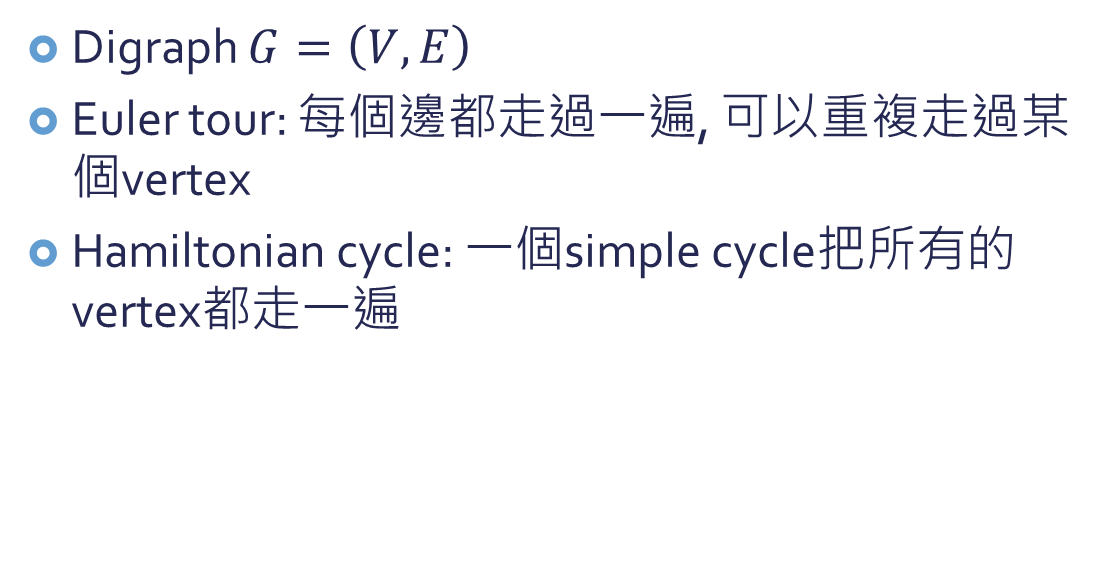 Digraph G = (V, E)
Euler tour: 每個邊都走過一遍, 可以重複走過某
個vertex
Hamiltonian cycle: 一個simple cycle把所有的
vertex都走一遍